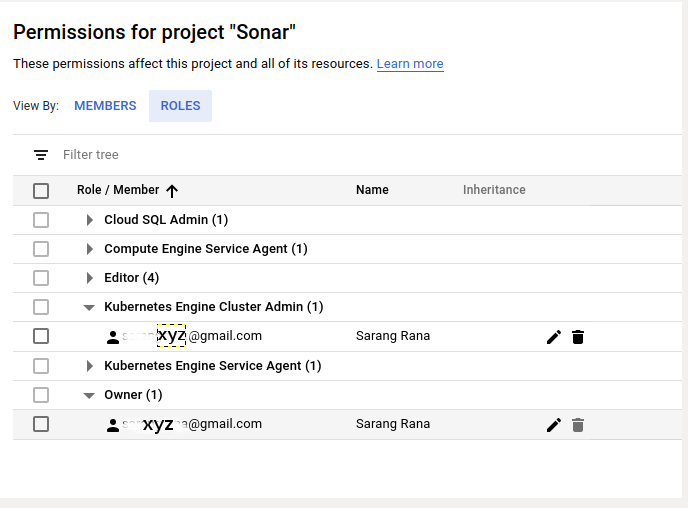 Permissions for project "Sonar"
These permissions affect this project and all of its resources. Learn more
View By: MEMBERS ROLES
Filter tree
Role / Member Name Inheritance
Cloud SQL Admin (1)
Compute Engine Service Agent (1)
Editor (4)
Kubernetes Engine Cluster Admin (1)
xyz@gmail.com Sarang Rana
Kubernetes Engine Service Agent (1)
Owner (1)
xyz a@gmail.com Sarang Rana